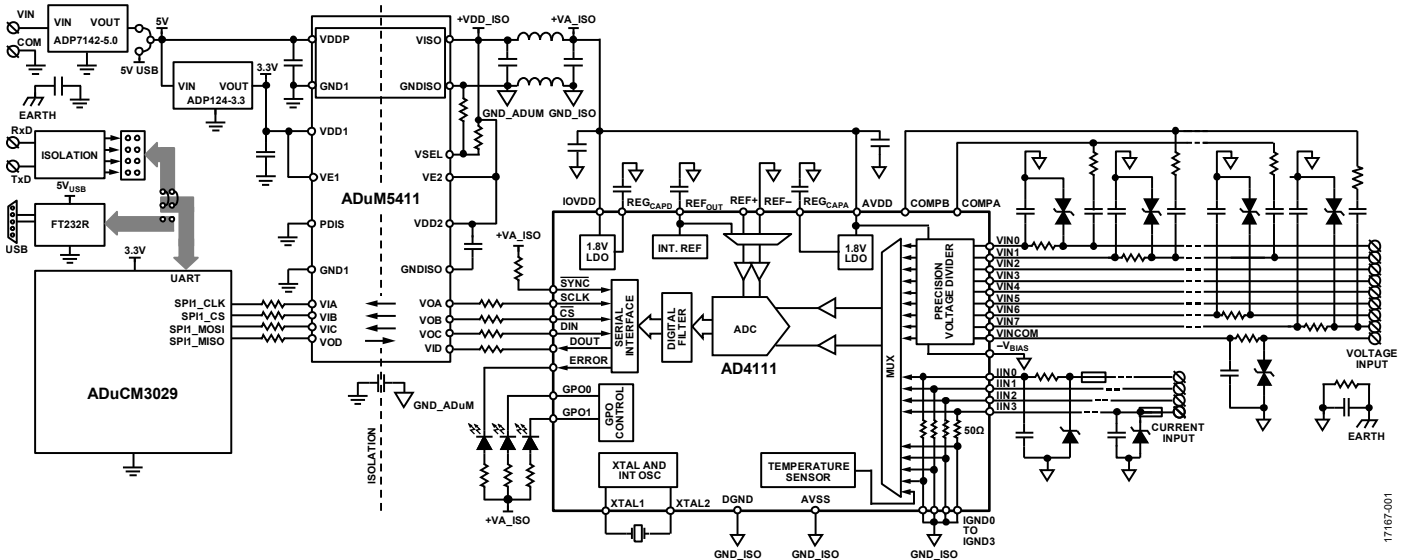 VIN
VIN VOUT
ADP7142-5.0
COM
5V
5V USB
VIN VOUT
ADP124-3.3
3.3V
EARTH
RxD
TxD
ISOLATION
5VUSB
FT232R
USB
3.3V
UART
SPI1_CLK
SPI1_CS
SPI1_MOSI
SPI1_MISO
ADuCM3029
VDDP
GND1
VDD1
VE1
PDIS
GND1
VIA
VIB
VIC
VOD
ADuM5411
VISO
GNDISO
VSEL
VE2
VDD2
GNDISO
VOA
VOB
VOC
VID
ISOLATION
GND_ADuM
+VDD_ISO
+VA_ISO
GND_ADUM
GND_ISO
+VA_ISO
IOVDD
REGCAPD
REFOUT
REF+
REF–
REGCAPA
AVDD
COMPB
COMPA
1.8V
LDO
INT. REF
1.8V
LDO
SYNC
SCLK
CS
DIN
DOUT
ERROR
SERIAL
INTERFACE
DIGITAL
FILTER
ADC
AD4111
MUX
PRECISION
VOLTAGE DIVIDER
VIN0
VIN1
VIN2
VIN3
VIN4
VIN5
VIN6
VIN7
VINCOM
–VBIAS
IIN0
IIN1
IIN2
IIN3
50Ω
GPO0
GPO1
GPO
CONTROL
+VA_ISO
XTAL AND
INT OSC
TEMPERATURE
SENSOR
XTAL1
XTAL2
DGND
AVSS
IGND0
TO
IGND3
GND_ISO
GND_ISO
GND_ISO
VOLTAGE
INPUT
CURRENT
INPUT
EARTH
17167-001